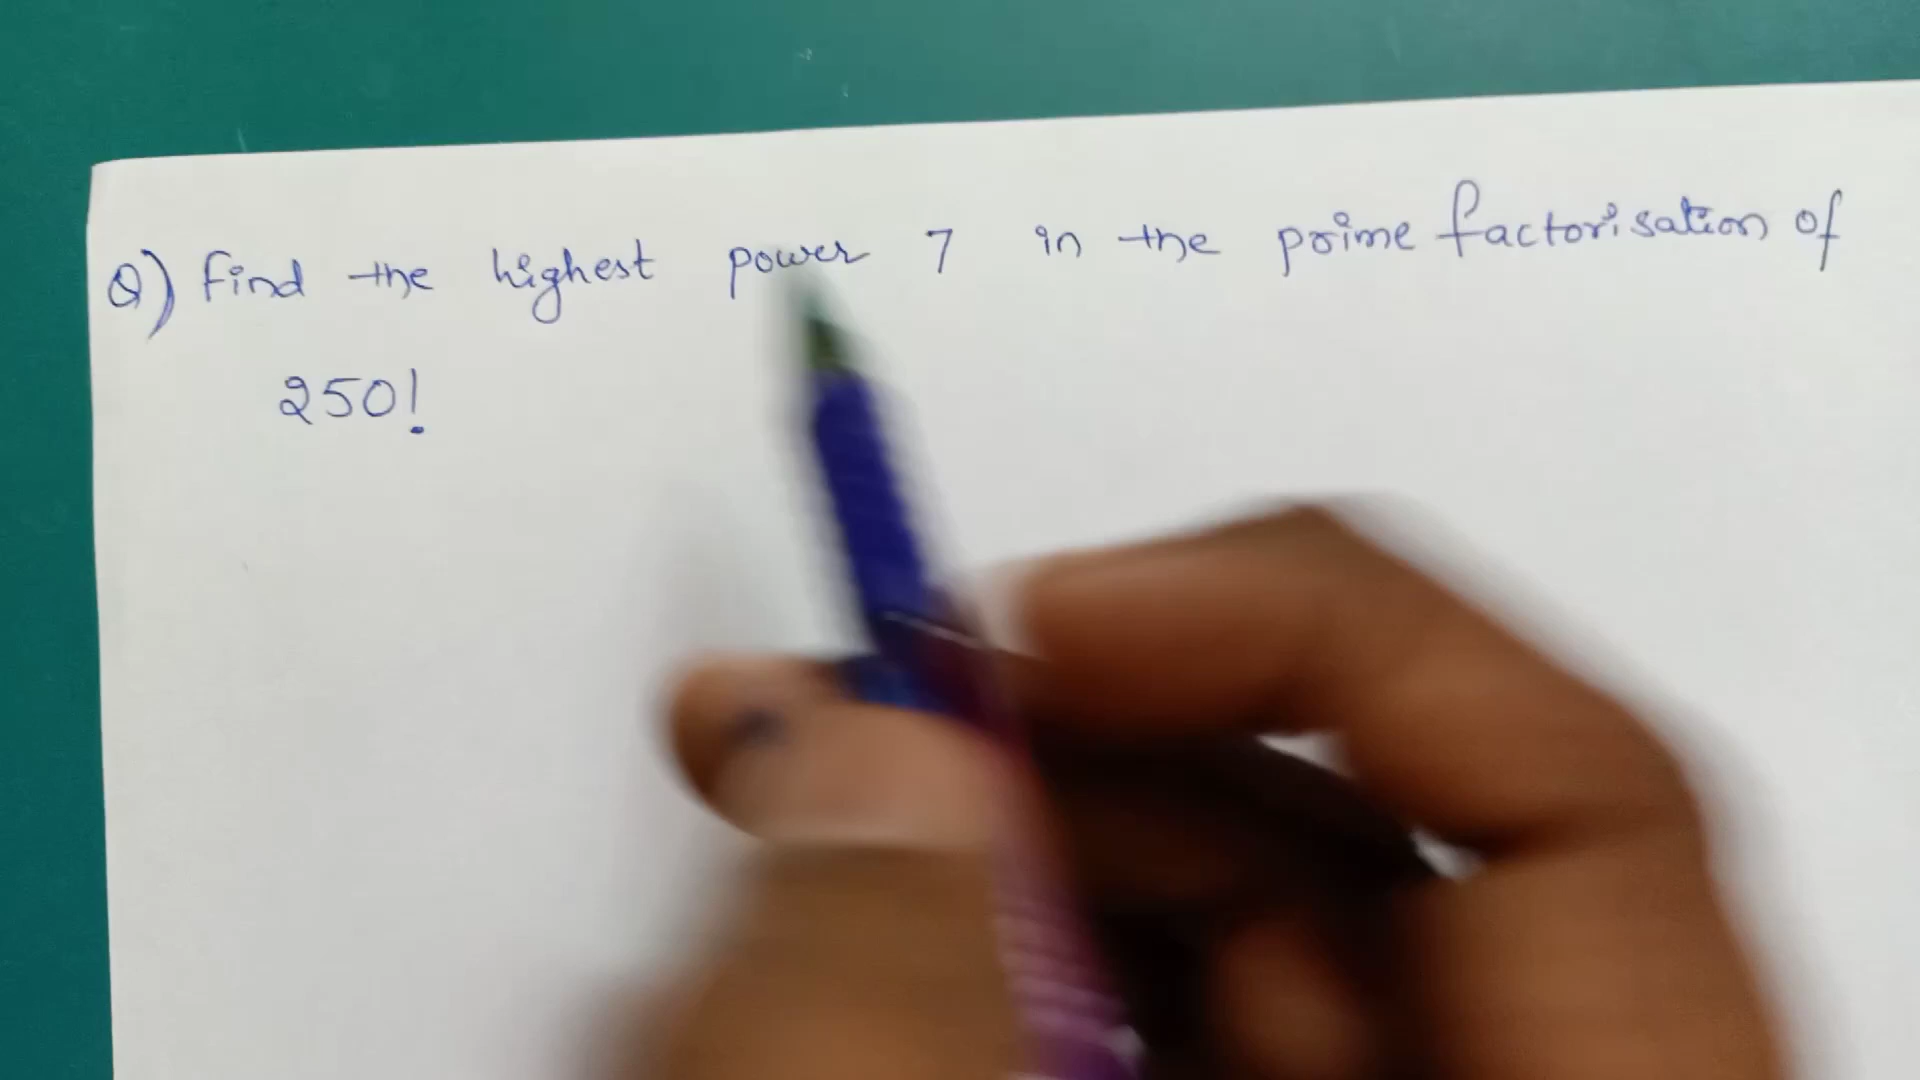 Q) Find the highest power 7 in the prime factorisation of
250!